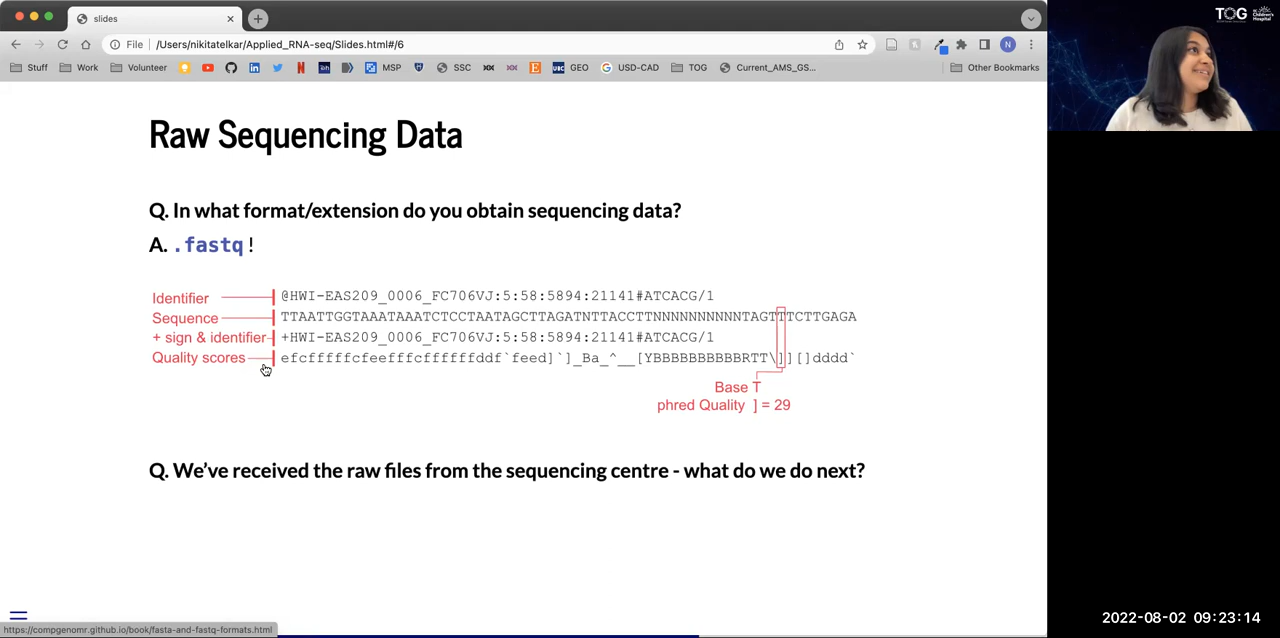 slides
File
/Users/nikitatelkar/Applied_RNA-seq/Slides.html#/6
N
Stuff
Work
Volunteer
MSP
SSC
GEO
USD-CAD
TOG
Current_AMS_GS...
Other Bookmarks
TOG
Children's
Hospital
Raw Sequencing Data
Q. In what format/extension do you obtain sequencing data?
A. .fastq!
Identifier @HWI-EAS209_0006_FC706VJ:5:58:5894:21141#ATCACG/1
Sequence TTAATTGGTAAATAAATCTCCTAATAGCTTAGATNTTACCTTNNNNNNNNNNTAGTTTCTTGAGA
+ sign & identifier +HWI-EAS209_0006_FC706VJ:5:58:5894:21141#ATCACG/1
Quality scores efcfffffcfeefffcffffffddf`feed]`]_Ba_^__[YBBBBBBBBBBRTT\]][]dddd`
Base T
phred Quality ] = 29
Q. We've received the raw files from the sequencing centre - what do we do next?
https://compgenomr.github.io/book/fasta-and-fastq-formats.html
2022-08-02 09:23:14